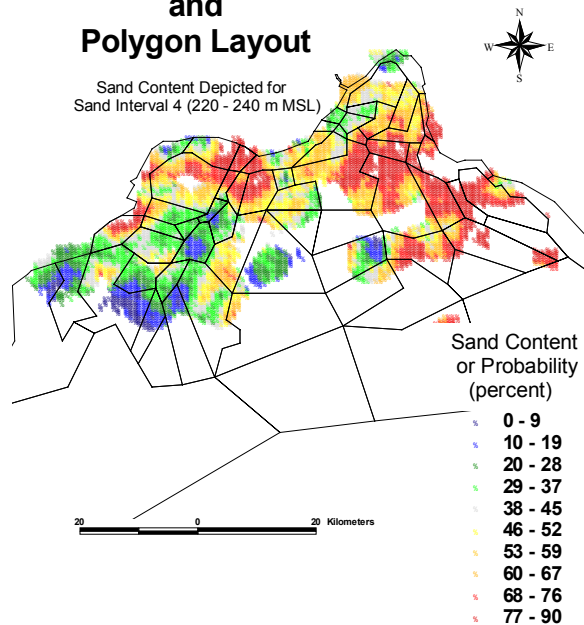 and
Polygon Layout
Sand Content Depicted for
Sand Interval 4 (220 - 240 m MSL)
N
W E
S
Sand Content
or Probability
(percent)
% 0 - 9
% 10 - 19
% 20 - 28
% 29 - 37
% 38 - 45
% 46 - 52
% 53 - 59
% 60 - 67
% 68 - 76
% 77 - 90
20 0 20 Kilometers